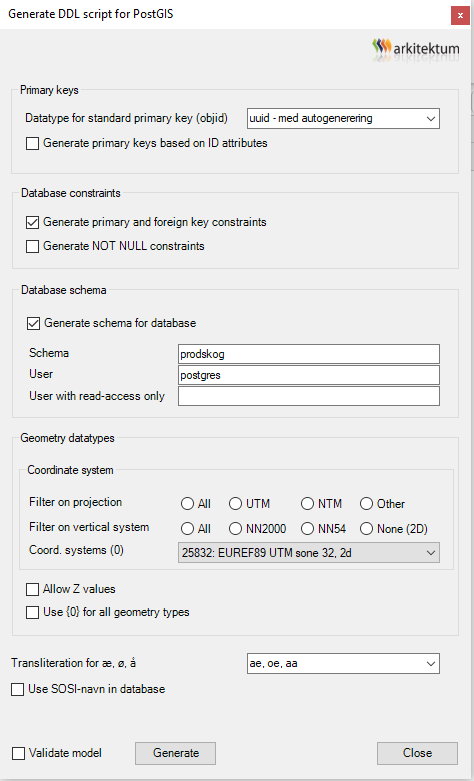 Generate DDL script for PostGIS
x
arkitektum
Primary keys
Datatype for standard primary key (objid) uuid - med autogenerering
Generate primary keys based on ID attributes
Database constraints
Generate primary and foreign key constraints
Generate NOT NULL constraints
Database schema
Generate schema for database
Schema prodskog
User postgres
User with read-access only
Geometry datatypes
Coordinate system
Filter on projection All UTM NTM Other
Filter on vertical system All NN2000 NN54 None (2D)
Coord. systems (0) 25832: EUREF89 UTM sone 32, 2d
Allow Z values
Use {0} for all geometry types
Transliteration for æ, ø, å ae, oe, aa
Use SOSI-navn in database
Validate model Generate Close